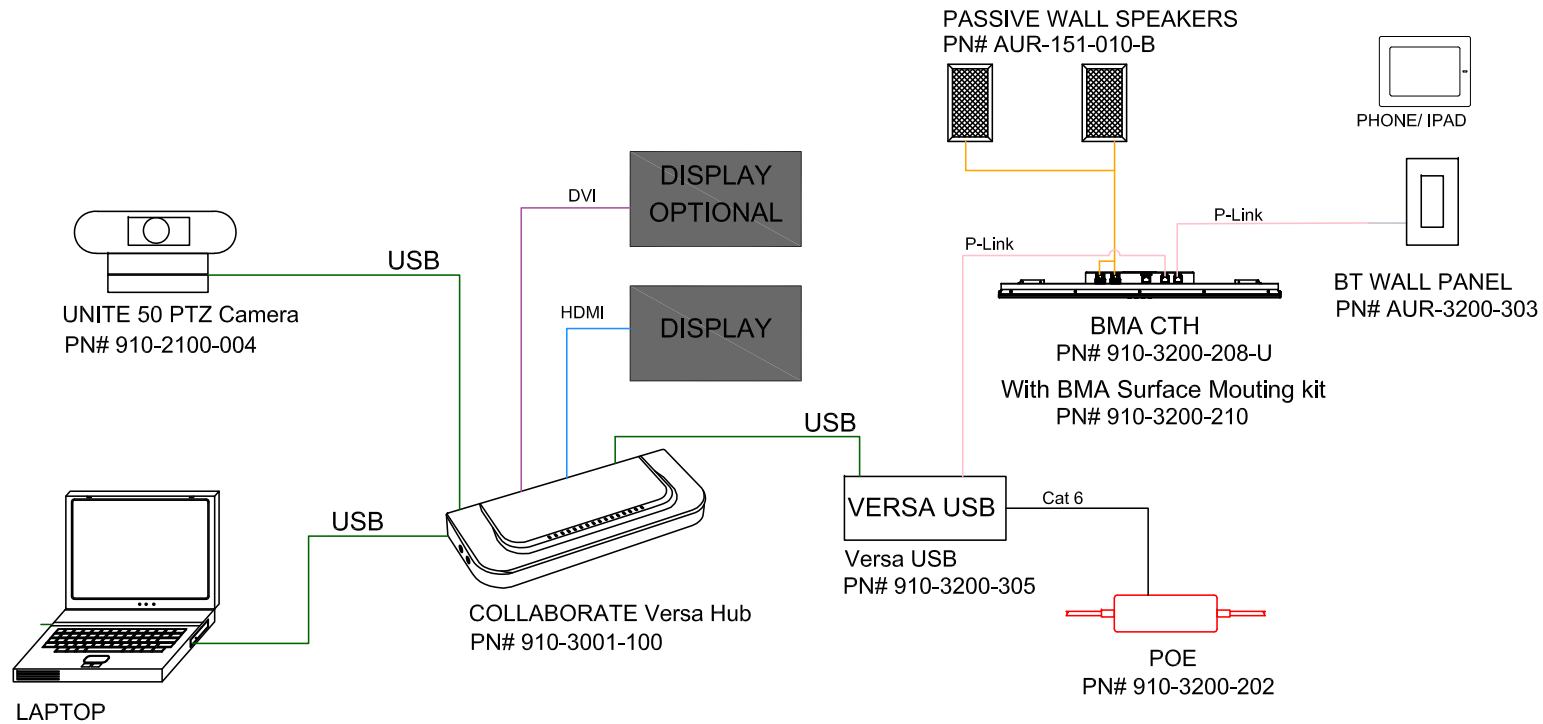 PASSIVE WALL SPEAKERS
PN# AUR-151-010-B
PHONE/ IPAD
DISPLAY
OPTIONAL
DVI
P-Link
P-Link
USB
BT WALL PANEL
PN# AUR-3200-303
UNITE 50 PTZ Camera
PN# 910-2100-004
HDMI
DISPLAY
BMA CTH
PN# 910-3200-208-U
With BMA Surface Mouting kit
PN# 910-3200-210
USB
VERSA USB
Cat 6
USB
Versa USB
PN# 910-3200-305
COLLABORATE Versa Hub
PN# 910-3001-100
POE
PN# 910-3200-202
LAPTOP